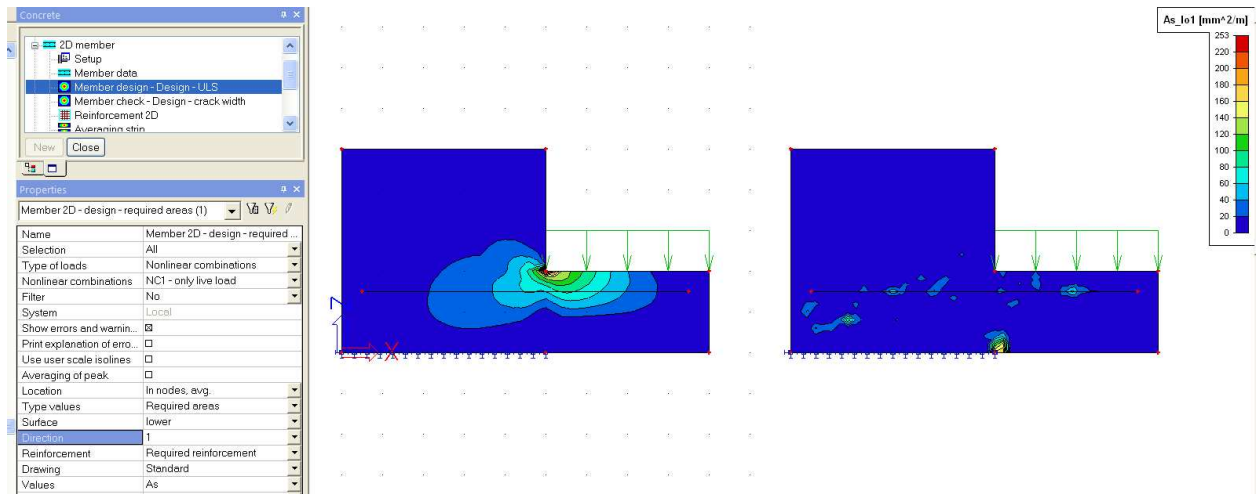 Concrete
2D member
Setup
Member data
Member design - Design - ULS
Member check - Design - crack width
Reinforcement 2D
Averaging strip
New Close
Properties
Member 2D - design - required areas (1)
Name Member 2D - design - required ...
Selection All
Type of loads Nonlinear combinations
Nonlinear combinations NC1 - only live load
Filter No
System Local
Show errors and warnin...
Print explanation of erro...
Use user scale isolines
Averaging of peak
Location In nodes, avg.
Type values Required areas
Surface lower
Direction 1
Reinforcement Required reinforcement
Drawing Standard
Values As
Z
X
As_lo1 [mm^2/m]
253
220
200
180
160
140
120
100
80
60
40
20
0